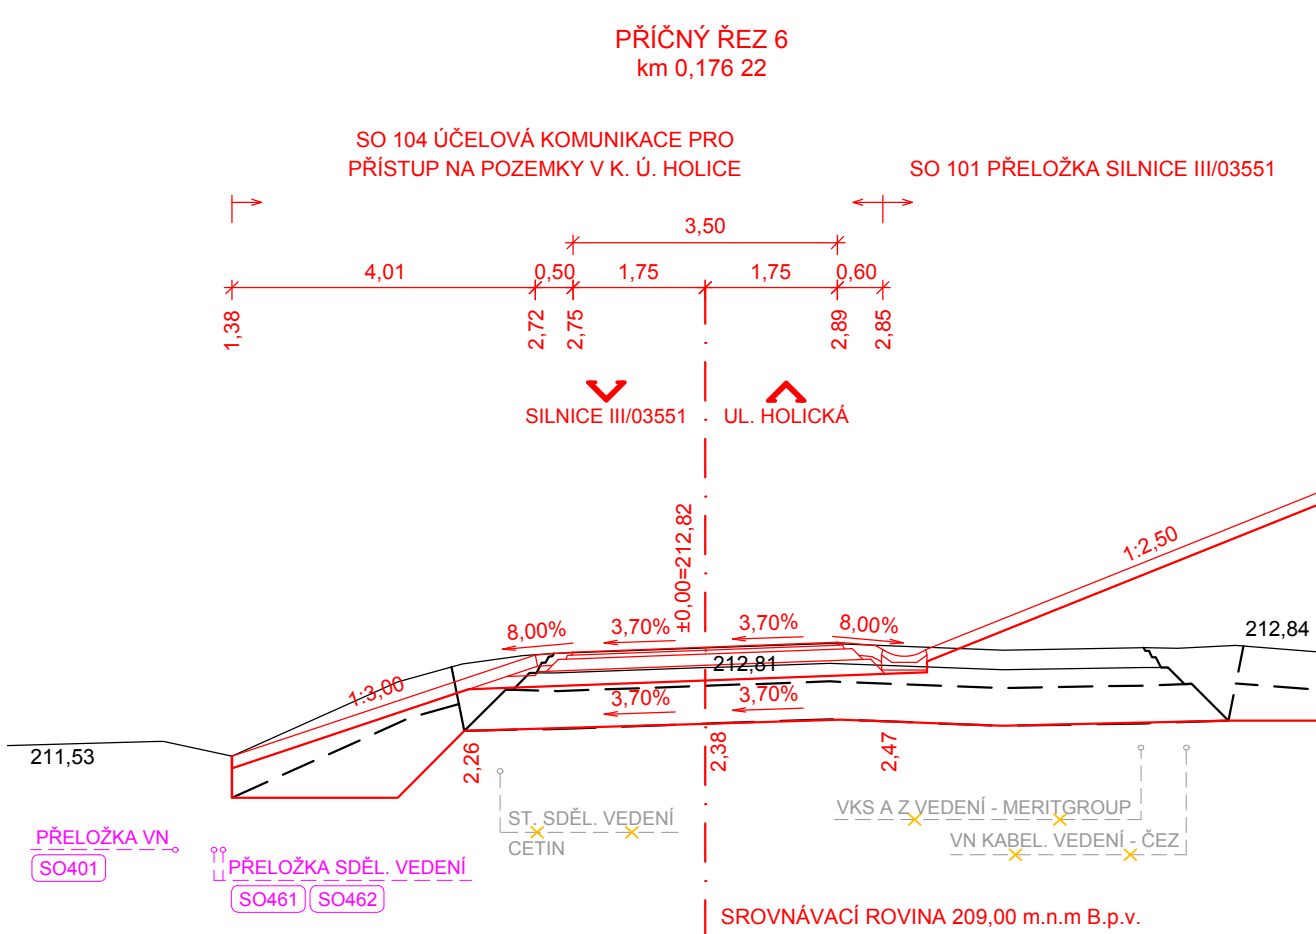 PŘÍČNÝ ŘEZ 6
km 0,176 22
SO 104 ÚČELOVÁ KOMUNIKACE PRO
PŘÍSTUP NA POZEMKY V K. Ú. HOLICE
SO 101 PŘELOŽKA SILNICE III/03551
3,50
4,01
0,50
1,75
1,75
0,60
1,38
2,72
2,75
2,89
2,85
SILNICE III/03551
UL. HOLICKÁ
±0,00=212,82
1:2,50
8,00%
3,70%
3,70%
8,00%
212,84
212,81
1:3,00
3,70%
3,70%
211,53
2,26
2,38
2,47
ST. SDĚL. VEDENÍ
CETIN
VKS A Z VEDENÍ - MERITGROUP
VN KABEL. VEDENÍ - ČEZ
PŘELOŽKA VN
SO401
PŘELOŽKA SDĚL. VEDENÍ
SO461
SO462
SROVNÁVACÍ ROVINA 209,00 m.n.m B.p.v.